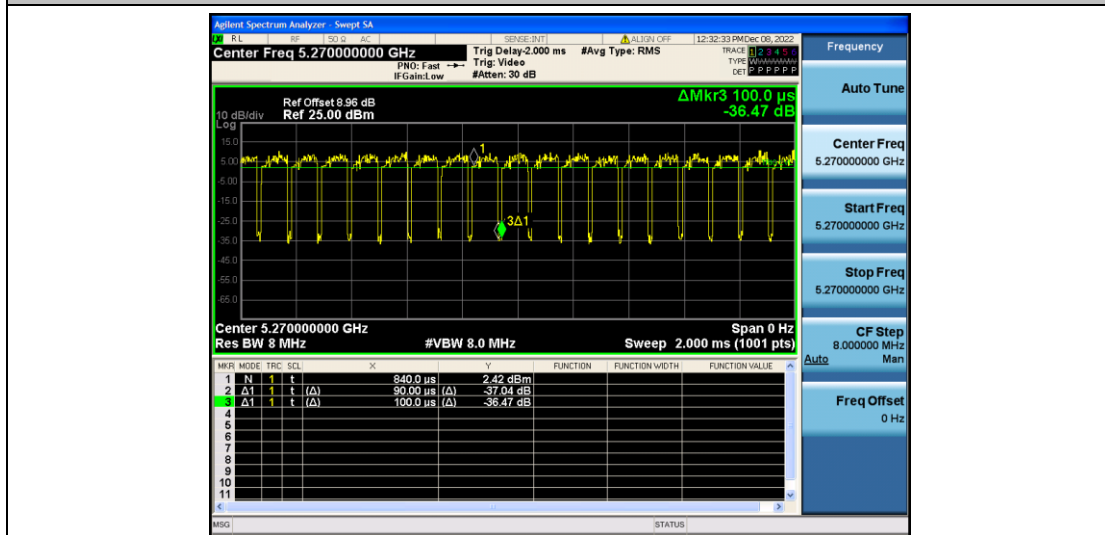 Agilent Spectrum Analyzer - Swept SA
RL RF 50 Ω AC SENSE:INT ALIGN OFF 12:32:33 PM Dec 08, 2022
Center Freq 5.270000000 GHz
Trig Delay-2.000 ms #Avg Type: RMS
TRACE 1 2 3 4 5 6
PNO: Fast Trig: Video
TYPE
IFGain:Low #Atten: 30 dB
DET P P P P P P
Frequency
ΔMkr3 100.0 µs
-36.47 dB
Ref Offset 8.96 dB
10 dB/div Ref 25.00 dBm
Log
15.0
5.00
-5.00
-15.0
-25.0
-35.0
-45.0
-55.0
-65.0
1
3Δ1
Center 5.270000000 GHz Span 0 Hz
Res BW 8 MHz #VBW 8.0 MHz Sweep 2.000 ms (1001 pts)
MKR MODE TRC SCL X Y FUNCTION FUNCTION WIDTH FUNCTION VALUE
1 N 1 t 840.0 µs 2.42 dBm
2 Δ1 1 t (Δ) 90.00 µs (Δ) -37.04 dB
3 Δ1 1 t (Δ) 100.0 µs (Δ) -36.47 dB
4
5
6
7
8
9
10
11
MSG STATUS
Auto Tune
Center Freq
5.270000000 GHz
Start Freq
5.270000000 GHz
Stop Freq
5.270000000 GHz
CF Step
8.000000 MHz
Auto Man
Freq Offset
0 Hz